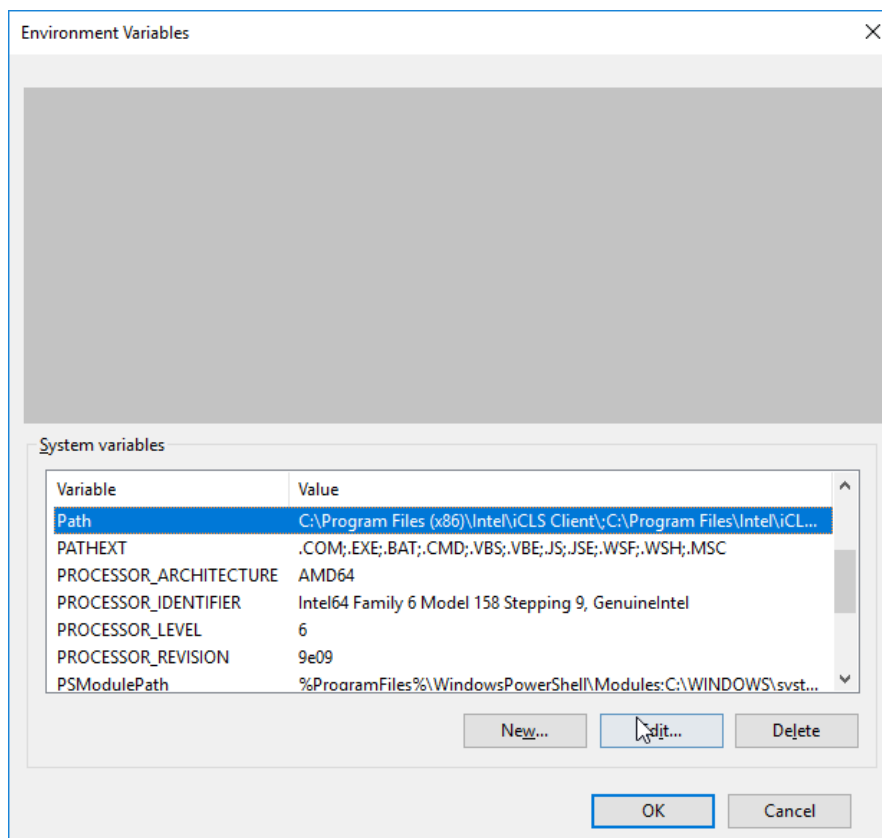 Environment Variables
System variables
Variable Value
Path C:\Program Files (x86)\Intel\iCLS Client\;C:\Program Files\Intel\iCL...
PATHEXT .COM;.EXE;.BAT;.CMD;.VBS;.VBE;.JS;.JSE;.WSF;.WSH;.MSC
PROCESSOR_ARCHITECTURE AMD64
PROCESSOR_IDENTIFIER Intel64 Family 6 Model 158 Stepping 9, GenuineIntel
PROCESSOR_LEVEL 6
PROCESSOR_REVISION 9e09
PSModulePath %ProgramFiles%\WindowsPowerShell\Modules;C:\WINDOWS\syst...
New... Edit... Delete
OK Cancel